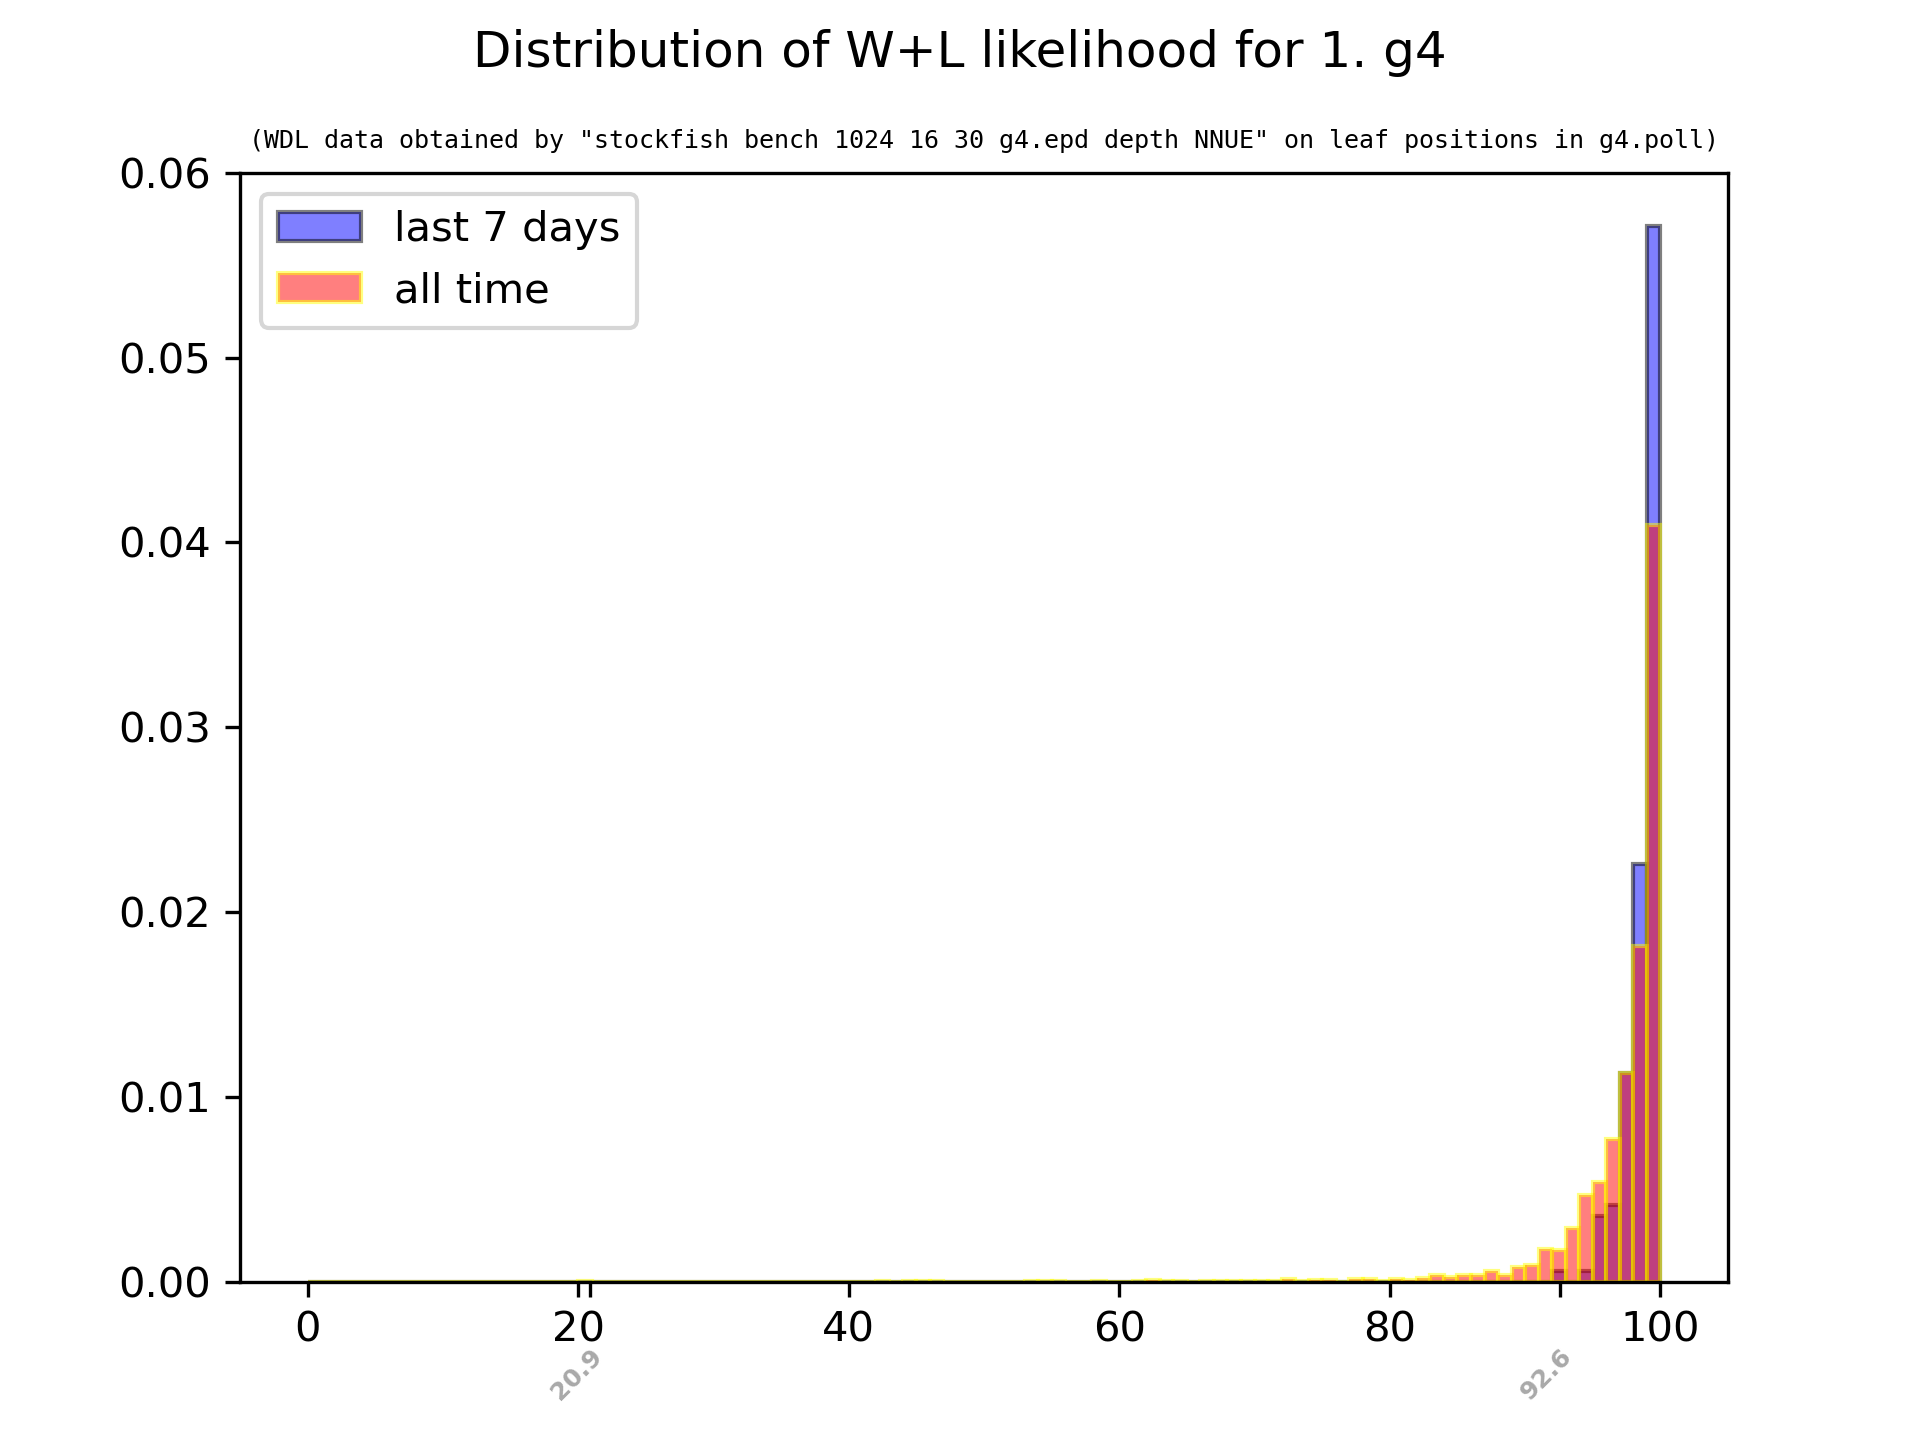 Distribution of W+L likelihood for 1. g4
(WDL data obtained by "stockfish bench 1024 16 30 g4.epd depth NNUE" on leaf positions in g4.poll)
last 7 days
all time
0.06
0.05
0.04
0.03
0.02
0.01
0.00
0 20 40 60 80 100
20.9 92.6